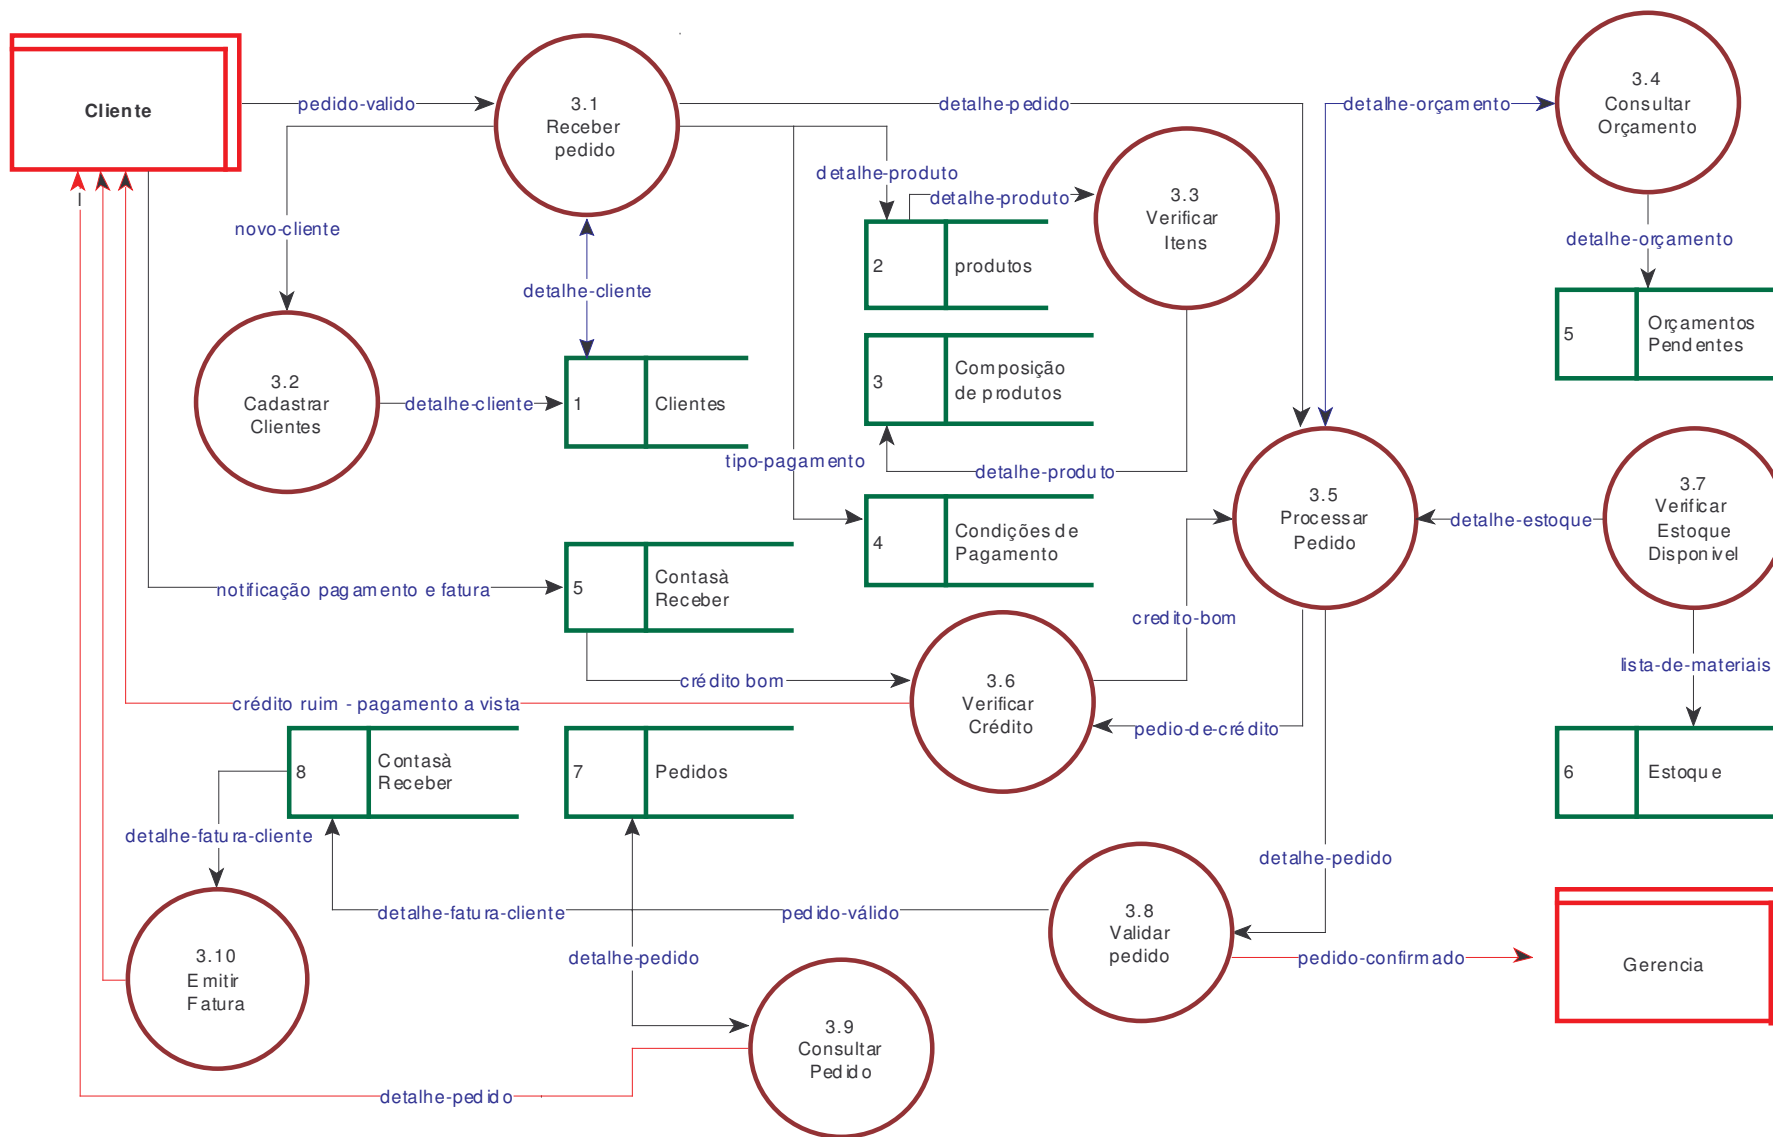 Cliente
pedido-valido
3.1
Receber
pedido
detalhe-pedido
detalhe-orçamento
3.4
Consultar
Orçamento
detalhe-produto
detalhe-produto
3.3
Verificar
Itens
novo-cliente
detalhe-orçamento
2
produtos
detalhe-cliente
5
Orçamentos
Pendentes
3
Composição
de produtos
3.2
Cadastrar
Clientes
detalhe-cliente
1
Clientes
tipo-pagamento
detalhe-produto
3.5
Processar
Pedido
detalhe-estoque
3.7
Verificar
Estoque
Disponivel
4
Condições de
Pagamento
notificação pagamento e fatura
5
Contasà
Receber
credito-bom
crédito bom
3.6
Verificar
Crédito
lista-de-materiais
crédito ruim - pagamento a vista
pedio-de-crédito
8
Contasà
Receber
7
Pedidos
6
Estoque
detalhe-fatura-cliente
detalhe-pedido
detalhe-fatura-cliente
pedido-válido
3.8
Validar
pedido
pedido-confirmado
Gerencia
detalhe-pedido
3.10
Emitir
Fatura
3.9
Consultar
Pedido
detalhe-pedido